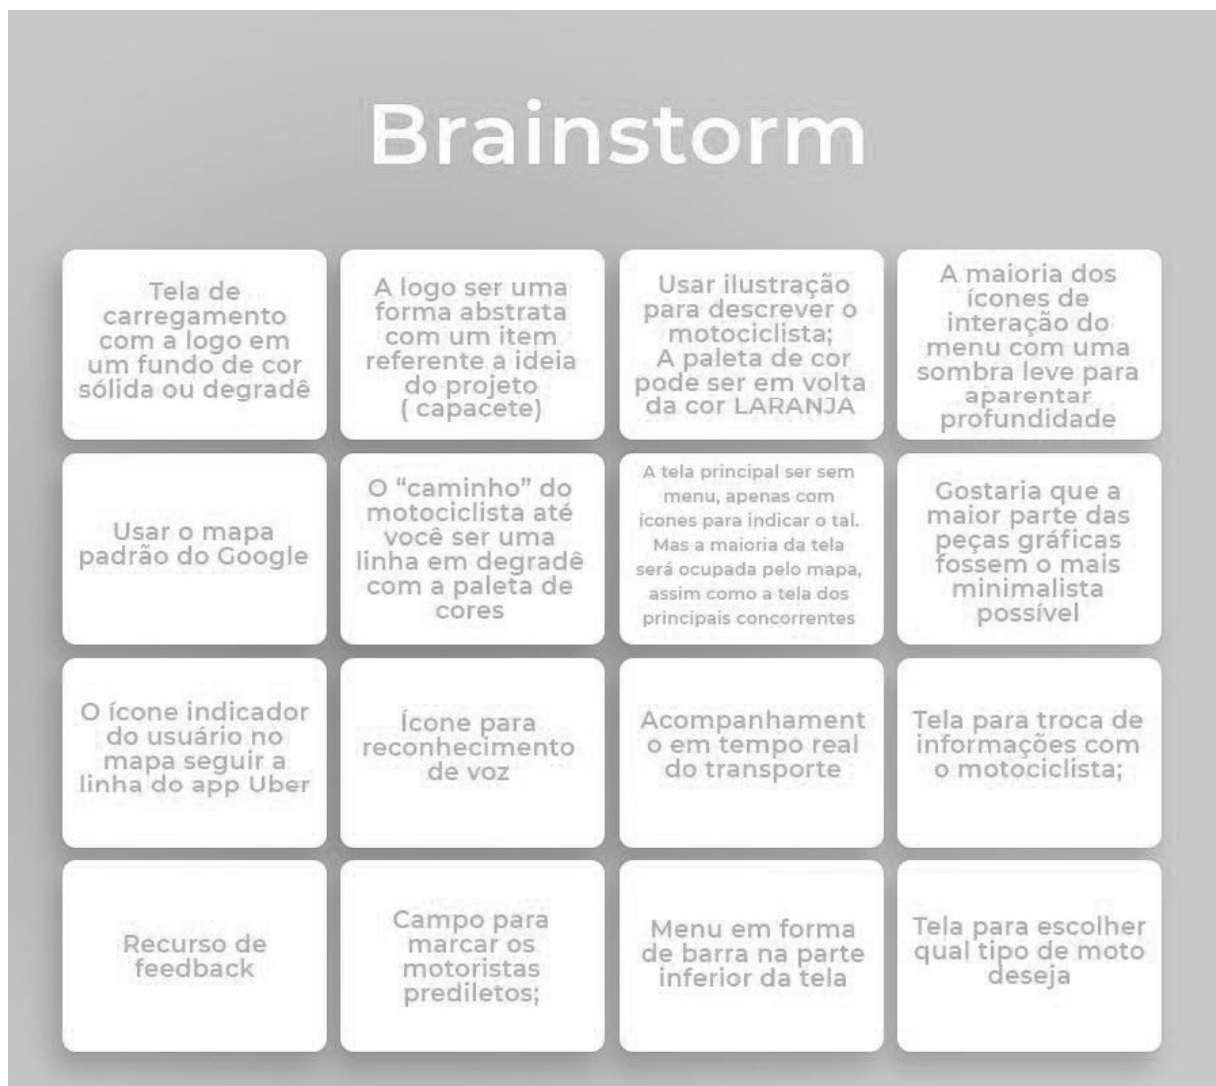 Brainstorm
Tela de
carregamento
com a logo em
um fundo de cor
sólida ou degradê
A logo ser uma
forma abstrata
com um item
referente a ideia
do projeto
( capacete)
Usar ilustração
para descrever o
motociclista;
A paleta de cor
pode ser em volta
da cor LARANJA
A maioria dos
ícones de
interação do
menu com uma
sombra leve para
aparentar
profundidade
Usar o mapa
padrão do Google
O “caminho” do
motociclista até
você ser uma
linha em degradê
com a paleta de
cores
A tela principal ser sem
menu, apenas com
ícones para indicar o tal.
Mas a maioria da tela
será ocupada pelo mapa,
assim como a tela dos
principais concorrentes
Gostaria que a
maior parte das
peças gráficas
fossem o mais
minimalista
possível
O ícone indicador
do usuário no
mapa seguir a
linha do app Uber
Ícone para
reconhecimento
de voz
Acompanhament
o em tempo real
do transporte
Tela para troca de
informações com
o motociclista;
Recurso de
feedback
Campo para
marcar os
motoristas
prediletos;
Menu em forma
de barra na parte
inferior da tela
Tela para escolher
qual tipo de moto
deseja